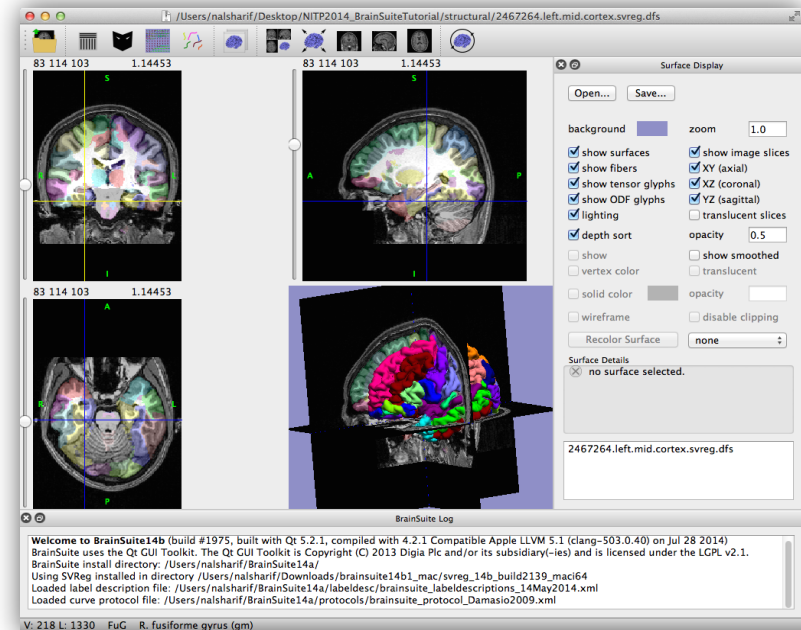 /Users/nalsharif/Desktop/NITP2014_BrainSuiteTutorial/structural/2467264.left.mid.cortex.svreg.dfs
83 114 103 1.14453
S
R L
I
83 114 103 1.14453
S
A P
I
83 114 103 1.14453
A
R L
P
Surface Display
Open... Save...
background zoom 1.0
show surfaces show image slices
show fibers XY (axial)
show tensor glyphs XZ (coronal)
show ODF glyphs YZ (sagittal)
lighting translucent slices
depth sort opacity 0.5
show show smoothed
vertex color translucent
solid color opacity
wireframe disable clipping
Recolor Surface none
Surface Details
no surface selected.
2467264.left.mid.cortex.svreg.dfs
BrainSuite Log
Welcome to BrainSuite14b (build #1975, built with Qt 5.2.1, compiled with 4.2.1 Compatible Apple LLVM 5.1 (clang-503.0.40) on Jul 28 2014)
BrainSuite uses the Qt GUI Toolkit. The Qt GUI Toolkit is Copyright (C) 2013 Digia Plc and/or its subsidiary(-ies) and is licensed under the LGPL v2.1.
BrainSuite install directory: /Users/nalsharif/BrainSuite14a/
Using SVReg installed in directory /Users/nalsharif/Downloads/brainsuite14b1_mac/svreg_14b_build2139_maci64
Loaded label description file: /Users/nalsharif/BrainSuite14a/labeldesc/brainsuite_labeldescriptions_14May2014.xml
Loaded curve protocol file: /Users/nalsharif/BrainSuite14a/protocols/brainsuite_protocol_Damasio2009.xml
V: 218 L: 1330 FuG R. fusiforme gyrus (gm)